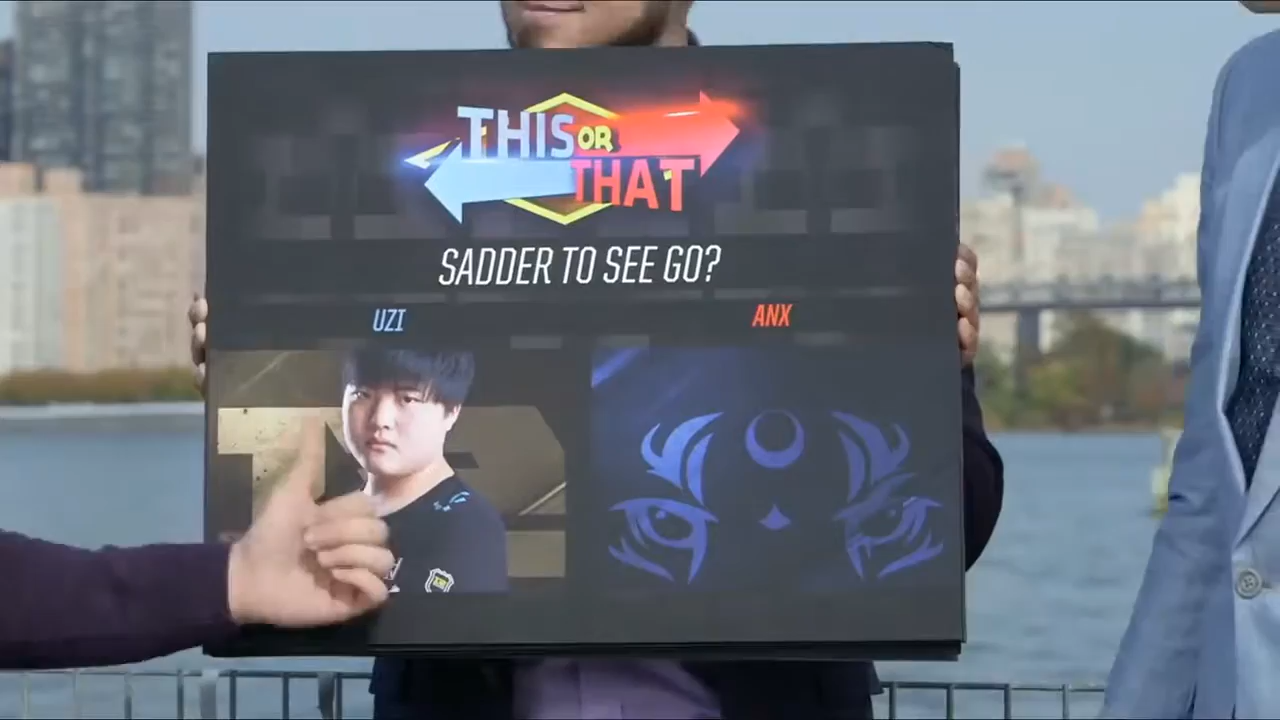 THIS OR
THAT
SADDER TO SEE GO?
UZI
ANX